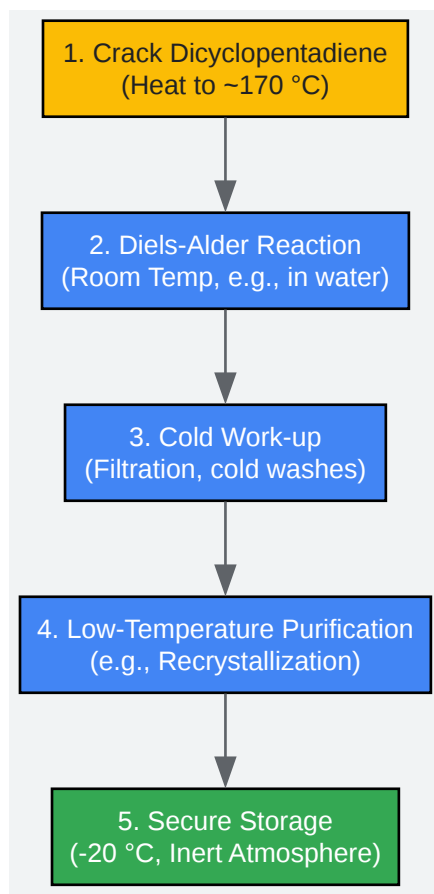 1. Crack Dicyclopentadiene
(Heat to ~170 °C)
2. Diels-Alder Reaction
(Room Temp, e.g., in water)
3. Cold Work-up
(Filtration, cold washes)
4. Low-Temperature Purification
(e.g., Recrystallization)
5. Secure Storage
(-20 °C, Inert Atmosphere)